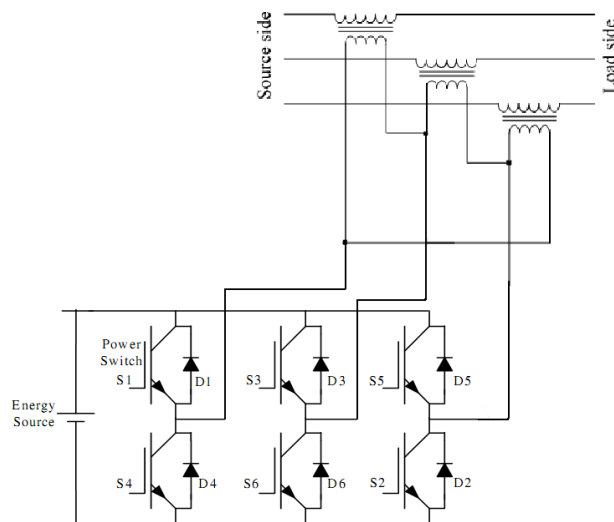 Source side
Load side
Power
Switch
S1
D1
S3
D3
S5
D5
Energy
Source
S4
D4
S6
D6
S2
D2